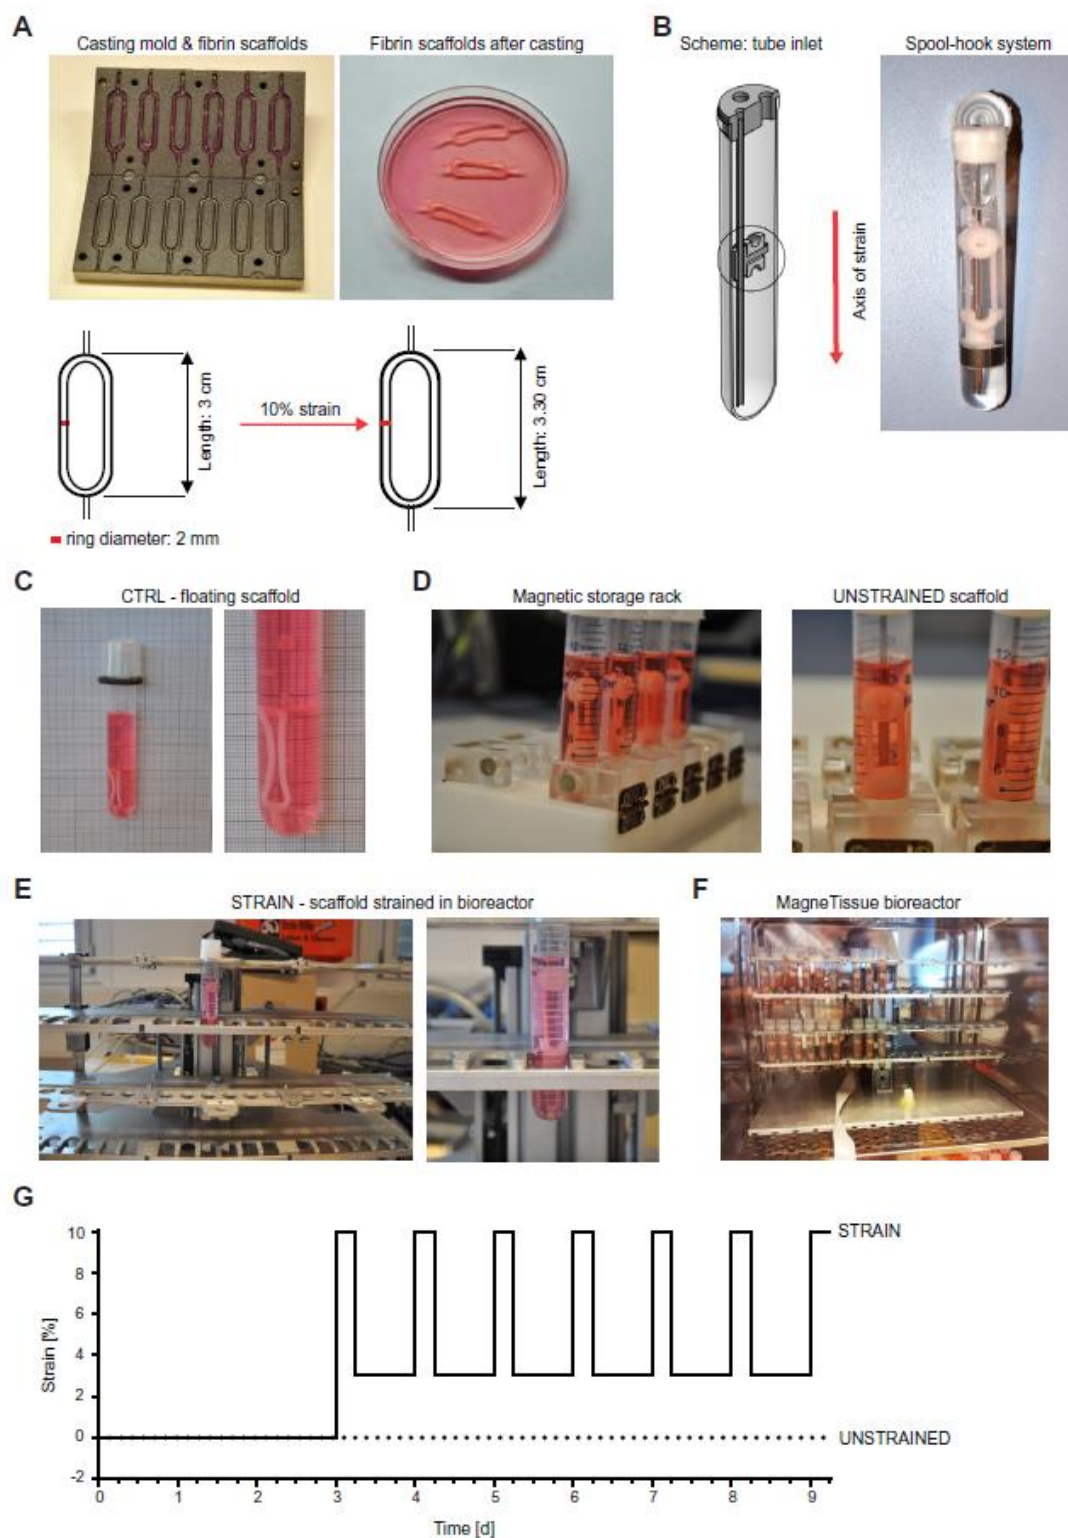 A
Casting mold & fibrin scaffolds
Fibrin scaffolds after casting
B
Scheme: tube inlet
Spool-hook system
Axis of strain
Length: 3 cm
10% strain
Length: 3.30 cm
ring diameter: 2 mm
C
CTRL - floating scaffold
D
Magnetic storage rack
UNSTRAINED scaffold
E
STRAIN - scaffold strained in bioreactor
F
MagneTissue bioreactor
G
Strain [%]
10
8
6
4
2
0
-2
STRAIN
UNSTRAINED
0 1 2 3 4 5 6 7 8 9
Time [d]